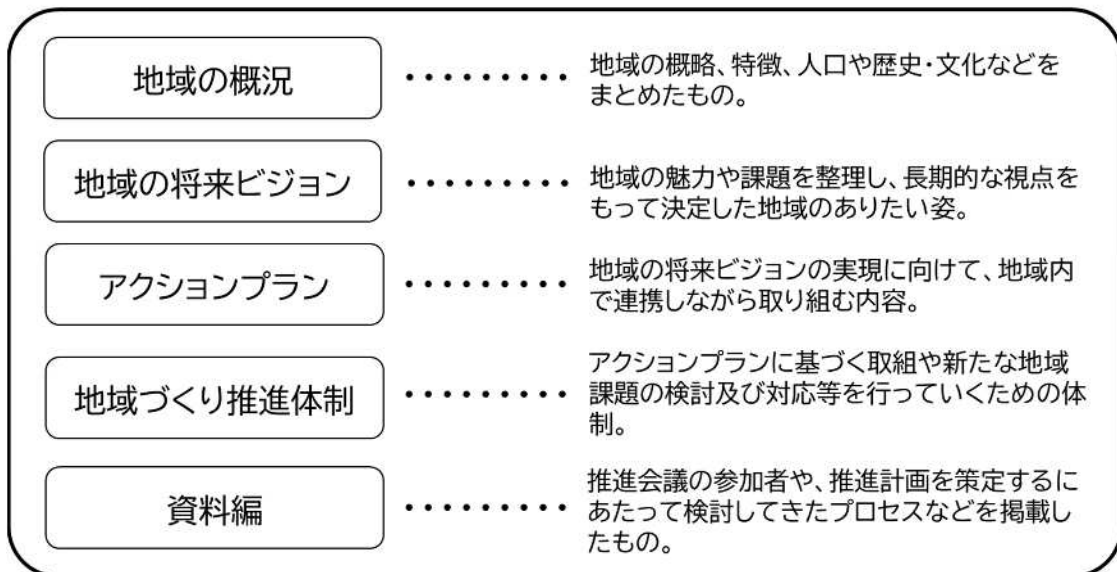 地域の概況
・・・・・・・・・
地域の概略、特徴、人口や歴史・文化などを
まとめたもの。
地域の将来ビジョン
・・・・・・・・・
地域の魅力や課題を整理し、長期的な視点を
もって決定した地域のありたい姿。
アクションプラン
・・・・・・・・・
地域の将来ビジョンの実現に向けて、地域内
で連携しながら取り組む内容。
地域づくり推進体制
・・・・・・・・・
アクションプランに基づく取組や新たな地域
課題の検討及び対応等を行っていくための体
制。
資料編
・・・・・・・・・
推進会議の参加者や、推進計画を策定するに
あたって検討してきたプロセスなどを掲載し
たもの。